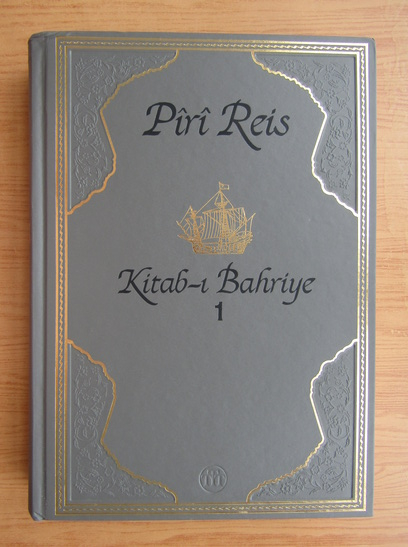 Pîrî Reis
Kitab-ı Bahriye
1